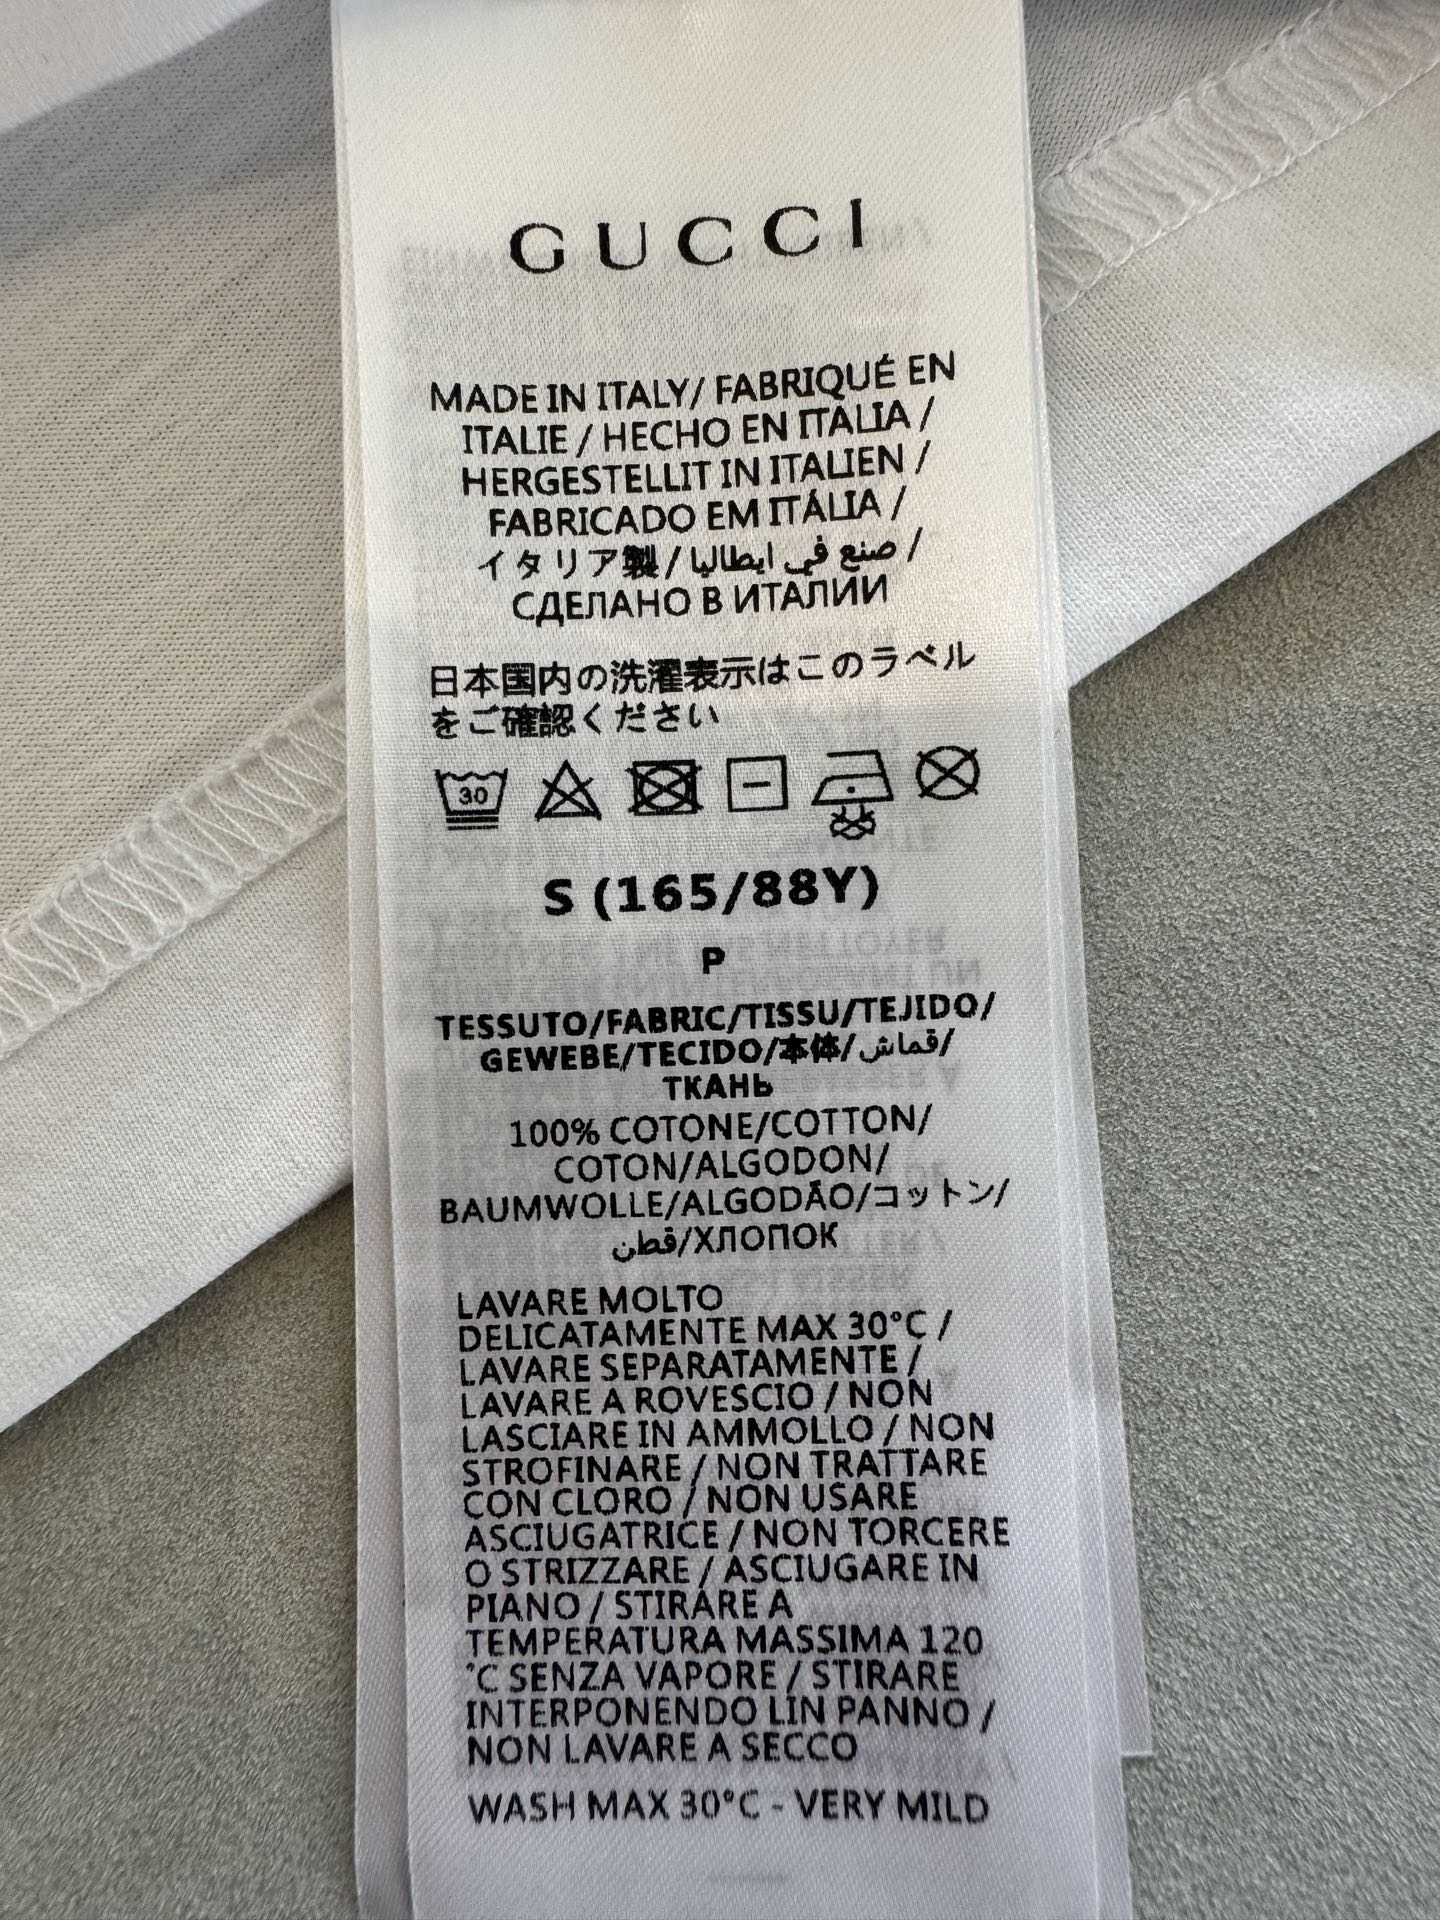 GUCCI
MADE IN ITALY/ FABRIQUÉ EN
ITALIE / HECHO EN ITALIA /
HERGESTELLIT IN ITALIEN /
FABRICADO EM ITÁLIA /
イタリア製 / صنع في ايطاليا /
СДЕЛАНО В ИТАЛИИ
日本国内の洗濯表示はこのラベル
をご確認ください
30
S (165/88Y)
P
TESSUTO/FABRIC/TISSU/TEJIDO/
GEWEBE/TECIDO/本体/قماش/
ТКАНЬ
100% COTONE/COTTON/
COTON/ALGODON/
BAUMWOLLE/ALGODÃO/コットン/
قطن/ХЛОПОК
LAVARE MOLTO
DELICATAMENTE MAX 30°C /
LAVARE SEPARATAMENTE /
LAVARE A ROVESCIO / NON
LASCIARE IN AMMOLLO / NON
STROFINARE / NON TRATTARE
CON CLORO / NON USARE
ASCIUGATRICE / NON TORCERE
O STRIZZARE / ASCIUGARE IN
PIANO / STIRARE A
TEMPERATURA MASSIMA 120
°C SENZA VAPORE / STIRARE
INTERPONENDO LIN PANNO /
NON LAVARE A SECCO
WASH MAX 30°C - VERY MILD